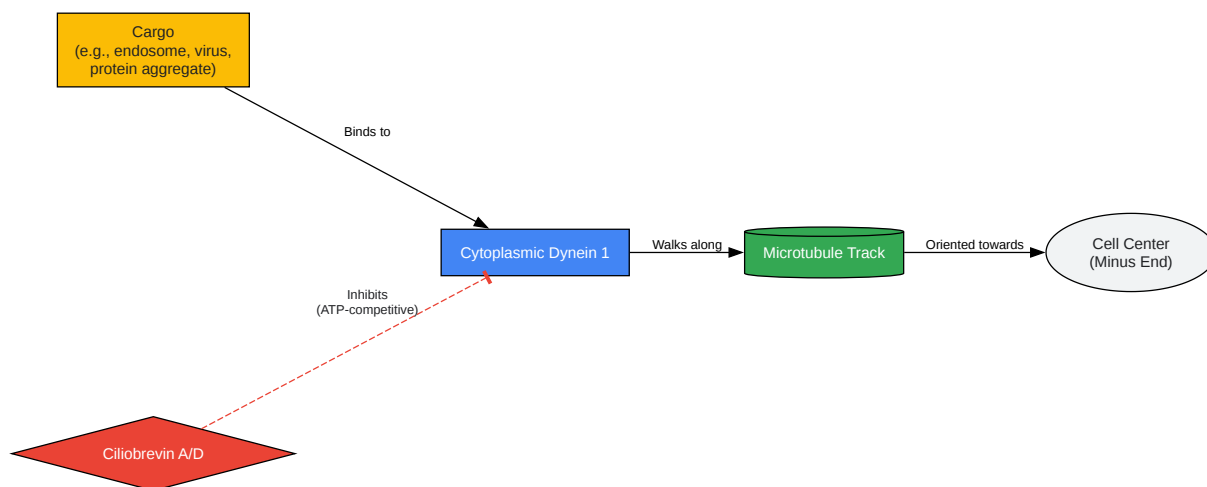 Cargo
(e.g., endosome, virus,
protein aggregate)
Binds to
Cytoplasmic Dynein 1
Walks along
Microtubule Track
Oriented towards
Cell Center
(Minus End)
Inhibits
(ATP-competitive)
Ciliobrevin A/D